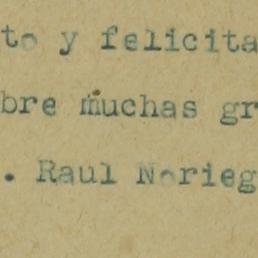 to y felicita
bre muchas gr
. Raul Norieg